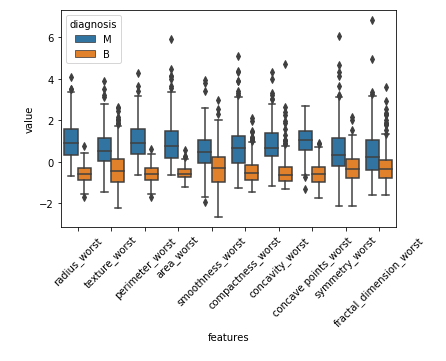 diagnosis
M
B
6
4
2
0
−2
value
radius_worst
texture_worst
perimeter_worst
area_worst
smoothness_worst
compactness_worst
concavity_worst
concave points_worst
symmetry_worst
fractal_dimension_worst
features